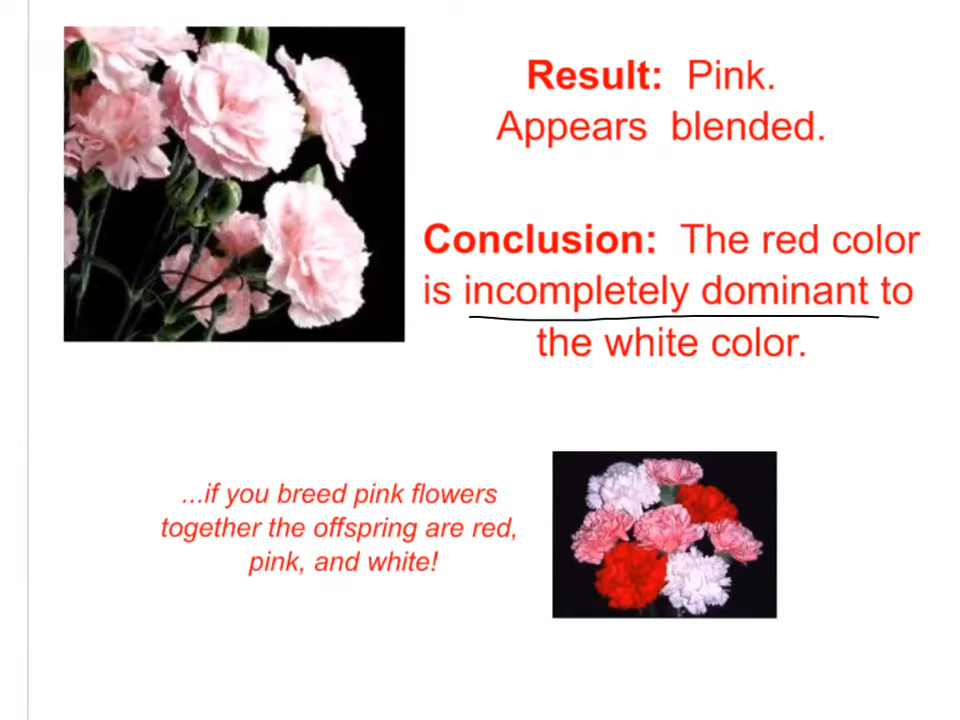 Result: Pink.
Appears blended.
Conclusion: The red color
is incompletely dominant to
the white color.
...if you breed pink flowers
together the offspring are red,
pink, and white!